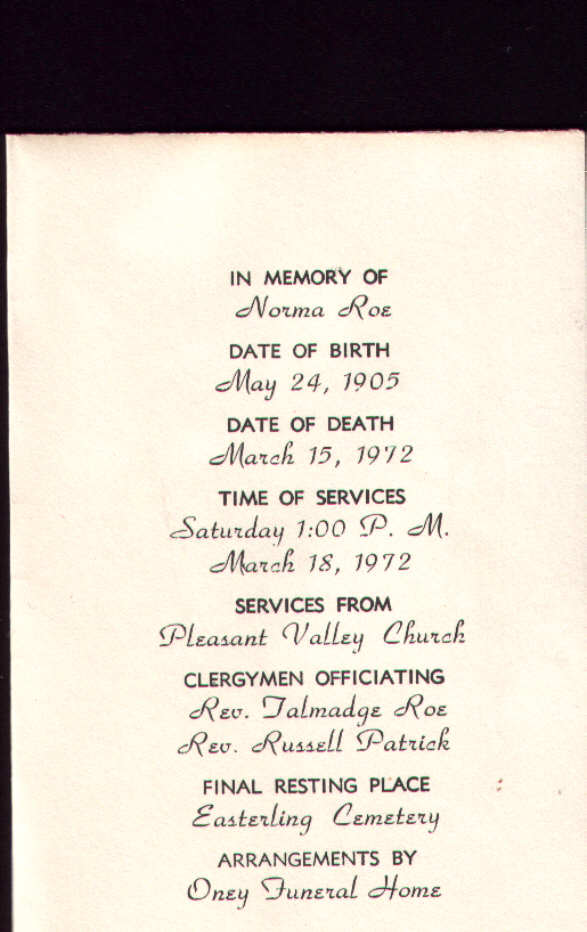 IN MEMORY OF
Norma Roe
DATE OF BIRTH
May 24, 1905
DATE OF DEATH
March 15, 1972
TIME OF SERVICES
Saturday 1:00 P. M.
March 18, 1972
SERVICES FROM
Pleasant Valley Church
CLERGYMEN OFFICIATING
Rev. Talmadge Roe
Rev. Russell Patrick
FINAL RESTING PLACE
Easterling Cemetery
ARRANGEMENTS BY
Oney Funeral Home